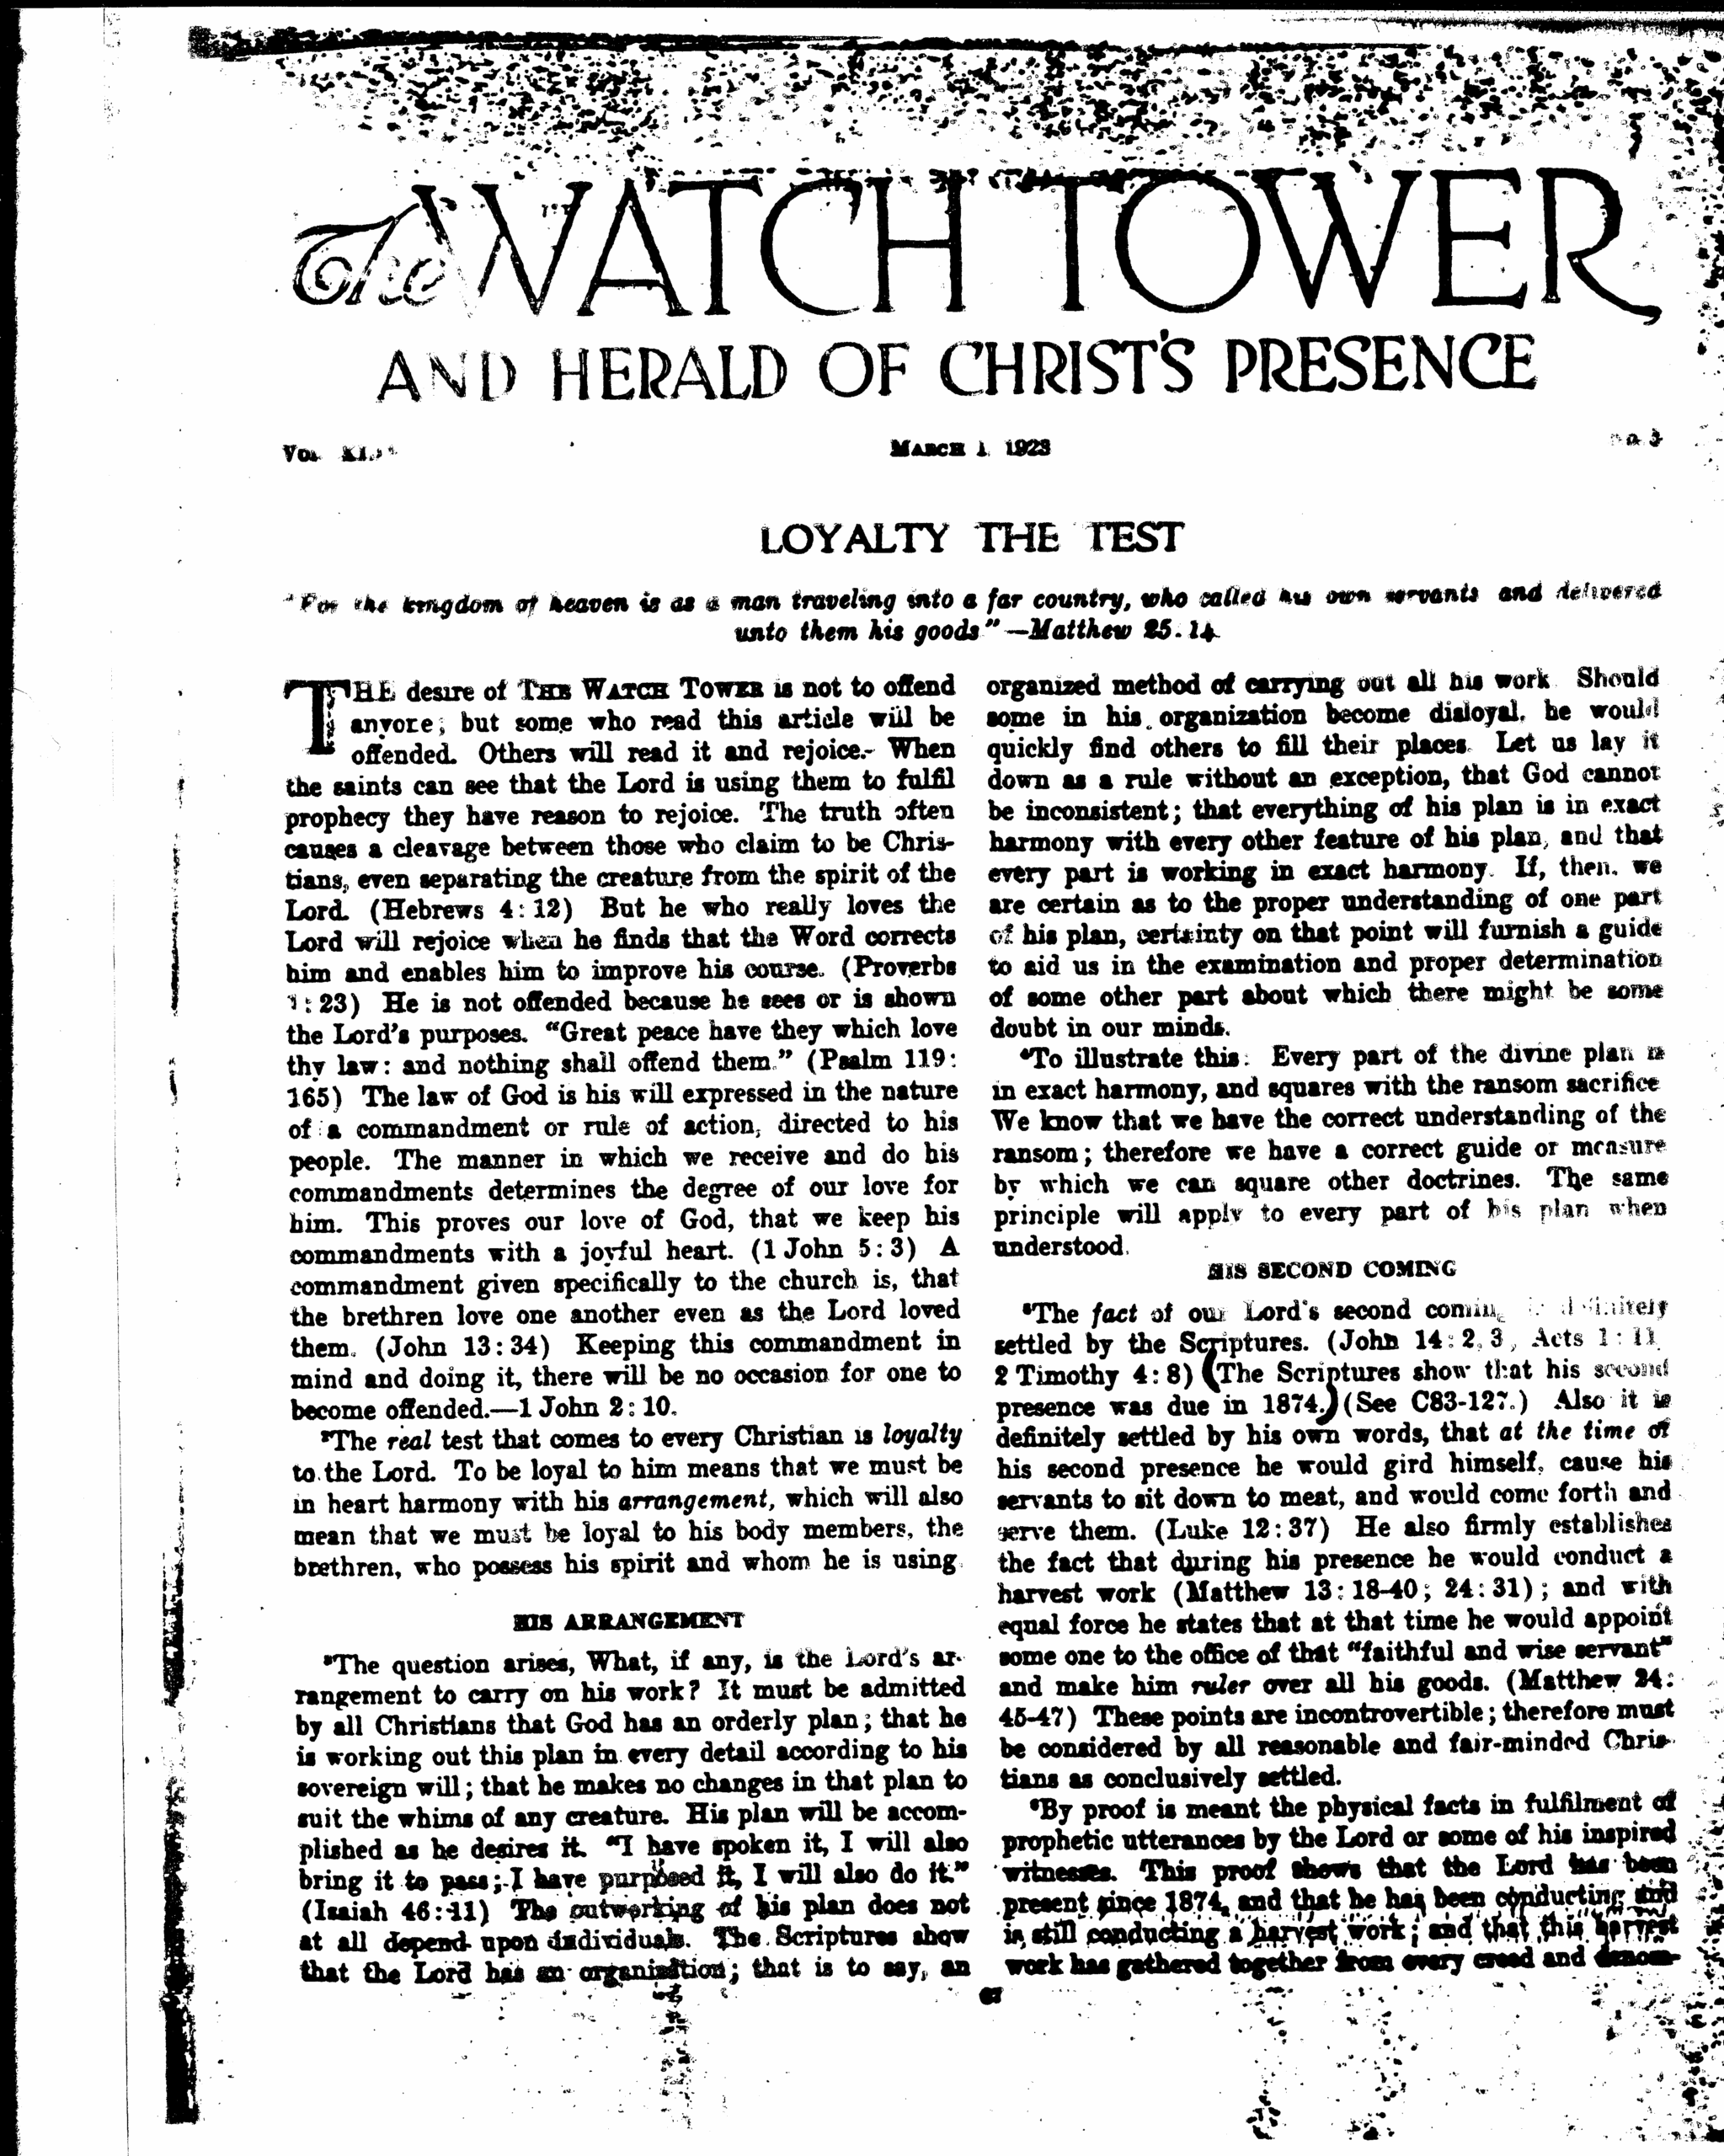 The WATCH TOWER
AND HERALD OF CHRIST'S PRESENCE
MARCH 1, 1923
LOYALTY THE TEST
"For the kingdom of heaven is as a man traveling into a far country, who called his own servants and delivered
unto them his goods"—Matthew 25:14
THE desire of THE WATCH TOWER is not to offend
anyone; but some who read this article will be
offended. Others will read it and rejoice. When
the saints can see that the Lord is using them to fulfil
prophecy they have reason to rejoice. The truth often
causes a cleavage between those who claim to be Chris-
tians, even separating the creature from the spirit of the
Lord. (Hebrews 4:12) But he who really loves the
Lord will rejoice when he finds that the Word corrects
him and enables him to improve his course. (Proverbs
1:23) He is not offended because he sees or is shown
the Lord's purposes. "Great peace have they which love
thy law: and nothing shall offend them." (Psalm 119:
165) The law of God is his will expressed in the nature
of a commandment or rule of action, directed to his
people. The manner in which we receive and do his
commandments determines the degree of our love for
him. This proves our love of God, that we keep his
commandments with a joyful heart. (1 John 5:3) A
commandment given specifically to the church is, that
the brethren love one another even as the Lord loved
them. (John 13:34) Keeping this commandment in
mind and doing it, there will be no occasion for one to
become offended.—1 John 2:10.
²The real test that comes to every Christian is loyalty
to the Lord. To be loyal to him means that we must be
in heart harmony with his arrangement, which will also
mean that we must be loyal to his body members, the
brethren, who possess his spirit and whom he is using.
HIS ARRANGEMENT
³The question arises, What, if any, is the Lord's ar-
rangement to carry on his work? It must be admitted
by all Christians that God has an orderly plan; that he
is working out this plan in every detail according to his
sovereign will; that he makes no changes in that plan to
suit the whims of any creature. His plan will be accom-
plished as he desires it. "I have spoken it, I will also
bring it to pass; I have purposed it, I will also do it."
(Isaiah 46:11) The outworking of his plan does not
at all depend upon individuals. The Scriptures show
that the Lord has an organization; that is to say, an
organized method of carrying out all his work. Should
some in his organization become disloyal, he would
quickly find others to fill their places. Let us lay it
down as a rule without an exception, that God cannot
be inconsistent; that everything of his plan is in exact
harmony with every other feature of his plan, and that
every part is working in exact harmony. If, then, we
are certain as to the proper understanding of one part
of his plan, certainty on that point will furnish a guide
to aid us in the examination and proper determination
of some other part about which there might be some
doubt in our minds.
⁴To illustrate this: Every part of the divine plan is
in exact harmony, and squares with the ransom sacrifice
We know that we have the correct understanding of the
ransom; therefore we have a correct guide or measure
by which we can square other doctrines. The same
principle will apply to every part of his plan when
understood.
HIS SECOND COMING
⁵The fact of our Lord's second coming is definitely
settled by the Scriptures. (John 14:2, 3, Acts 1:11
2 Timothy 4:8) (The Scriptures show that his second
presence was due in 1874.) (See C83-127.) Also it is
definitely settled by his own words, that at the time of
his second presence he would gird himself, cause his
servants to sit down to meat, and would come forth and
serve them. (Luke 12:37) He also firmly establishes
the fact that during his presence he would conduct a
harvest work (Matthew 13:18-40; 24:31); and with
equal force he states that at that time he would appoint
some one to the office of that "faithful and wise servant"
and make him ruler over all his goods. (Matthew 24:
45-47) These points are incontrovertible; therefore must
be considered by all reasonable and fair-minded Chris-
tians as conclusively settled.
⁶By proof is meant the physical facts in fulfilment of
prophetic utterances by the Lord or some of his inspired
witnesses. This proof shows that the Lord has been
present since 1874, and that he has been conducting and
is still conducting a harvest work; and that this harvest
work has gathered together from every creed and denom-
67